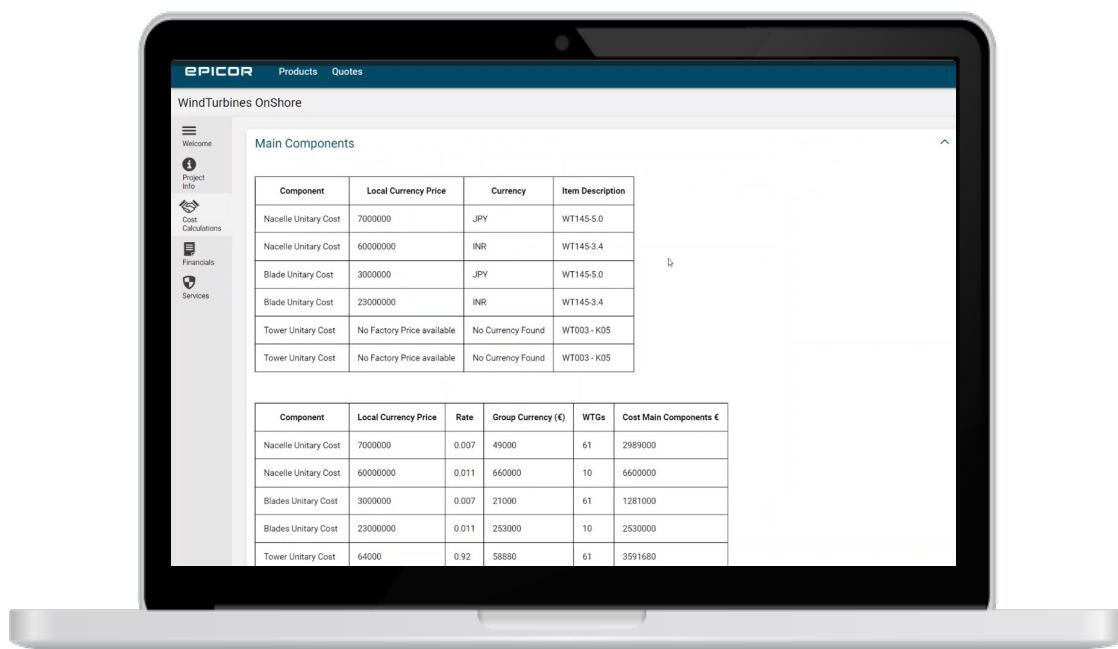 EPICOR Products Quotes
WindTurbines OnShore
Welcome
Project
Info
Cost
Calculations
Financials
Services
Main Components
Component Local Currency Price Currency Item Description
Nacelle Unitary Cost 7000000 JPY WT145-5.0
Nacelle Unitary Cost 60000000 INR WT145-3.4
Blade Unitary Cost 3000000 JPY WT145-5.0
Blade Unitary Cost 23000000 INR WT145-3.4
Tower Unitary Cost No Factory Price available No Currency Found WT003 - K05
Tower Unitary Cost No Factory Price available No Currency Found WT003 - K05
Component Local Currency Price Rate Group Currency (€) WTGs Cost Main Components €
Nacelle Unitary Cost 7000000 0.007 49000 61 2989000
Nacelle Unitary Cost 60000000 0.011 660000 10 6600000
Blades Unitary Cost 3000000 0.007 21000 61 1281000
Blades Unitary Cost 23000000 0.011 253000 10 2530000
Tower Unitary Cost 64000 0.92 58880 61 3591680